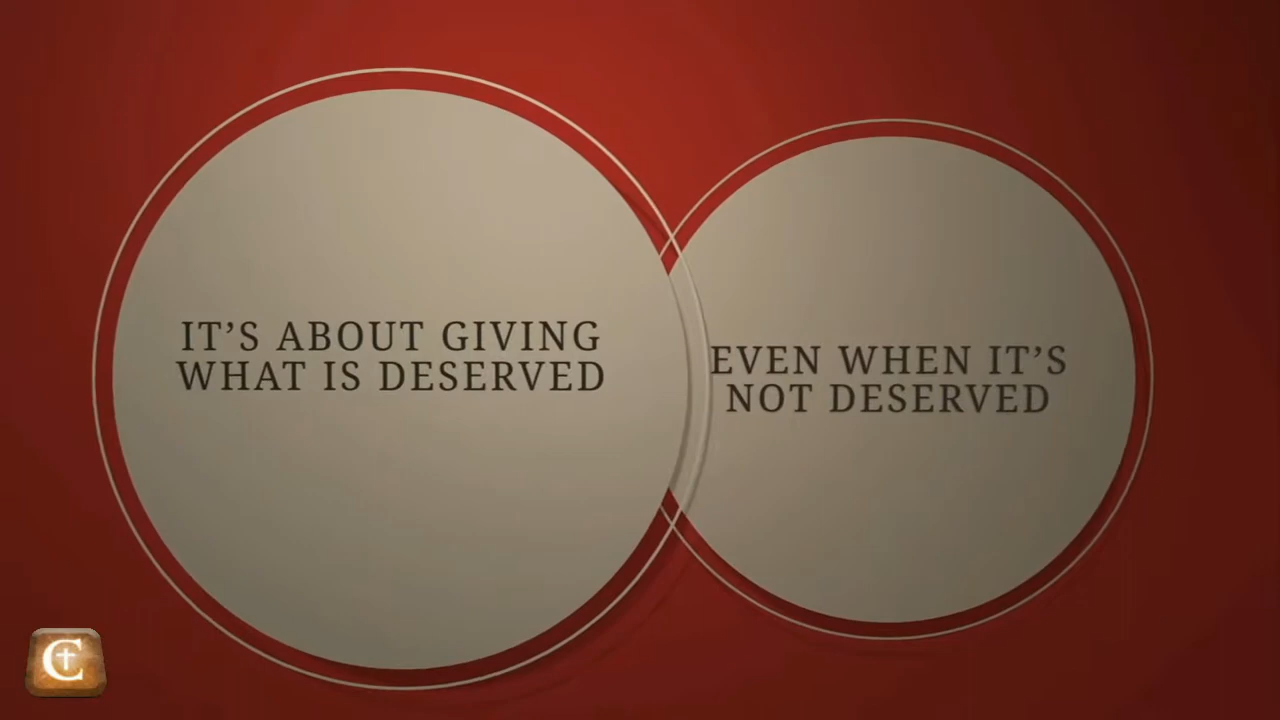 IT’S ABOUT GIVING
WHAT IS DESERVED
EVEN WHEN IT’S
NOT DESERVED
C